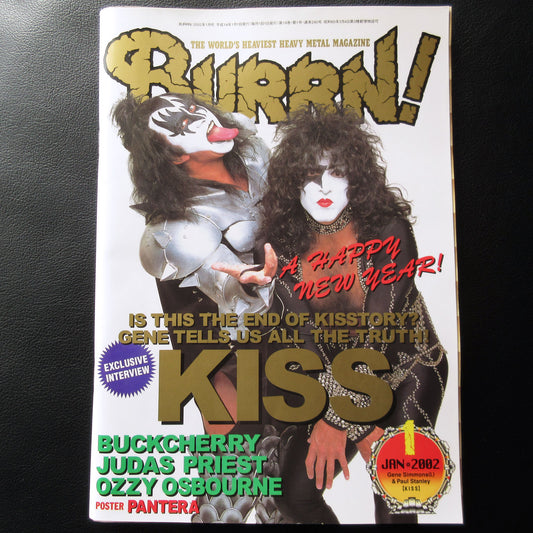 THE WORLD'S HEAVIEST HEAVY METAL MAGAZINE
BURRN!
A HAPPY
NEW YEAR!
IS THIS THE END OF KISSTORY?
GENE TELLS US ALL THE TRUTH!
EXCLUSIVE
INTERVIEW
KISS
BUCKCHERRY
JUDAS PRIEST
OZZY OSBOURNE
POSTER PANTERA
1
JAN•2002
Gene Simmons(l)
& Paul Stanley
[KISS]